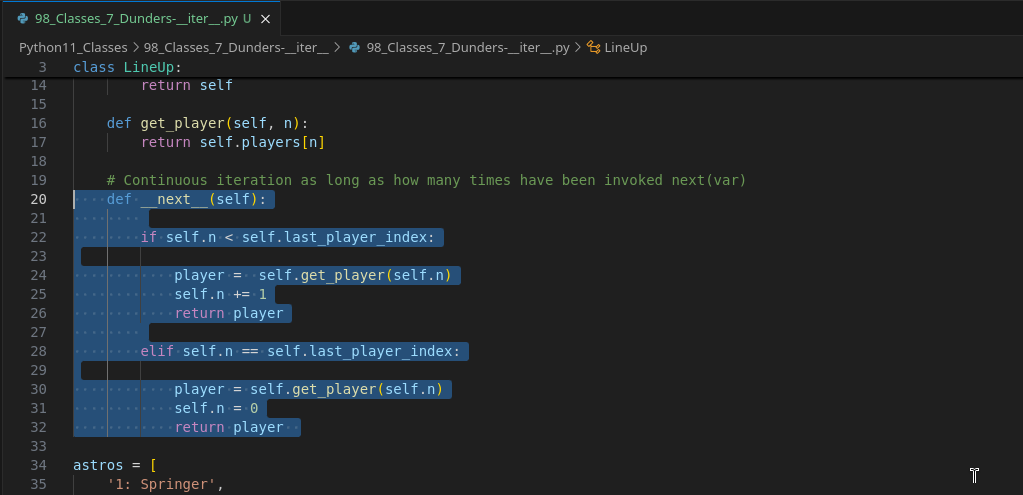 98_Classes_7_Dunders-__iter__.py U ×
Python11_Classes > 98_Classes_7_Dunders-__iter__ > 98_Classes_7_Dunders-__iter__.py > LineUp
3 class LineUp:
14         return self
15
16     def get_player(self, n):
17         return self.players[n]
18
19     # Continuous iteration as long as how many times have been invoked next(var)
20     def __next__(self):
21
22         if self.n < self.last_player_index:
23
24             player =  self.get_player(self.n)
25             self.n += 1
26             return player
27
28         elif self.n == self.last_player_index:
29
30             player = self.get_player(self.n)
31             self.n = 0
32             return player
33
34 astros = [
35     '1: Springer',